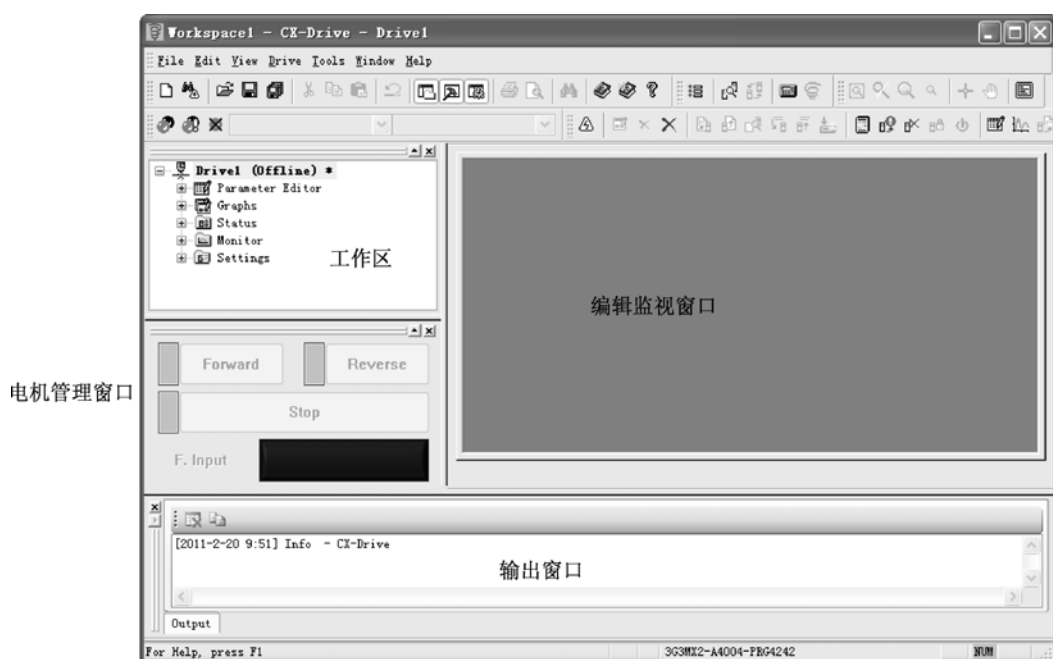 Workspace1 - CX-Drive - Drive1
File Edit View Drive Tools Window Help
Drive1 (Offline) *
Parameter Editor
Graphs
Status
Monitor
Settings
工作区
编辑监视窗口
电机管理窗口
Forward
Reverse
Stop
F. Input
[2011-2-20 9:51] Info - CX-Drive
输出窗口
Output
For Help, press F1
3G3MX2-A4004-PRG4242
NUM